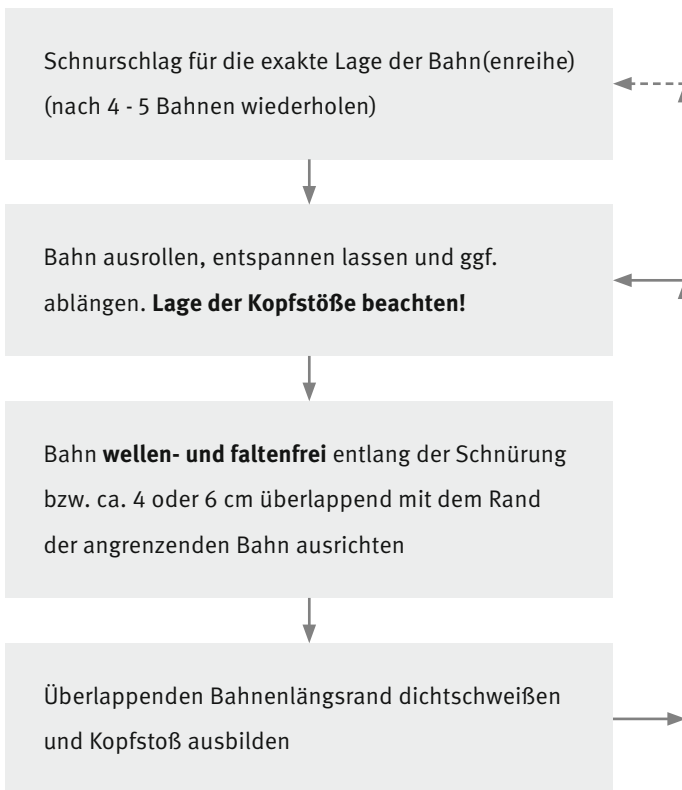 Schnurschlag für die exakte Lage der Bahn(enreihe)
(nach 4 - 5 Bahnen wiederholen)
Bahn ausrollen, entspannen lassen und ggf.
ablängen. Lage der Kopfstöße beachten!
Bahn wellen- und faltenfrei entlang der Schnürung
bzw. ca. 4 oder 6 cm überlappend mit dem Rand
der angrenzenden Bahn ausrichten
Überlappenden Bahnenlängsrand dichtschweißen
und Kopfstoß ausbilden